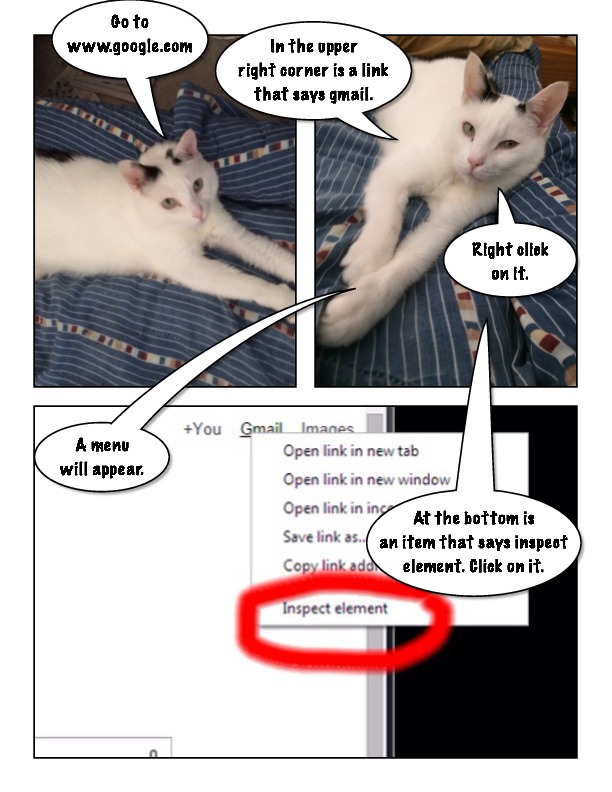 Go to
www.google.com
In the upper
right corner is a link
that says gmail.
Right click
on it.
A menu
will appear.
+You Gmail Images
Open link in new tab
Open link in new window
Open link in
Save link as...
Copy link
At the bottom is
an item that says inspect
element. Click on it.
Inspect element